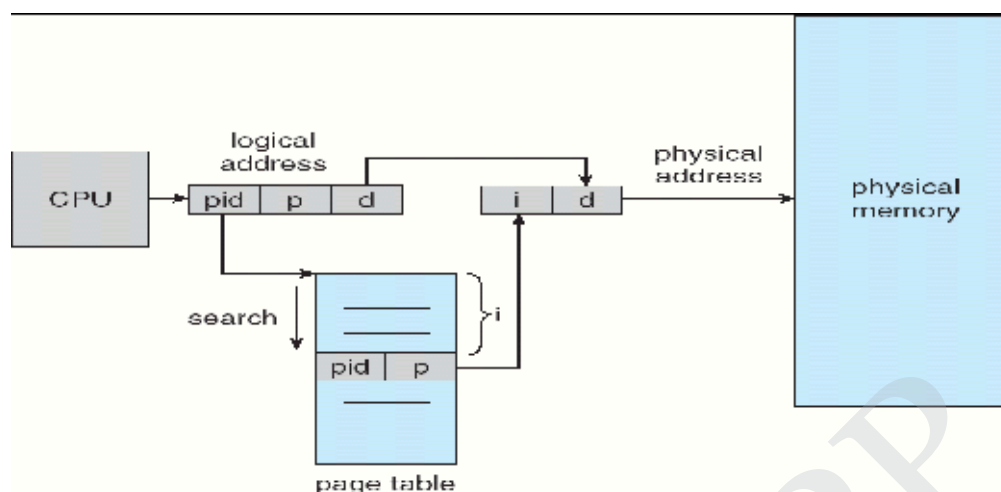 logical
address
physical
address
CPU
pid p d
i d
physical
memory
search
i
pid p
page table